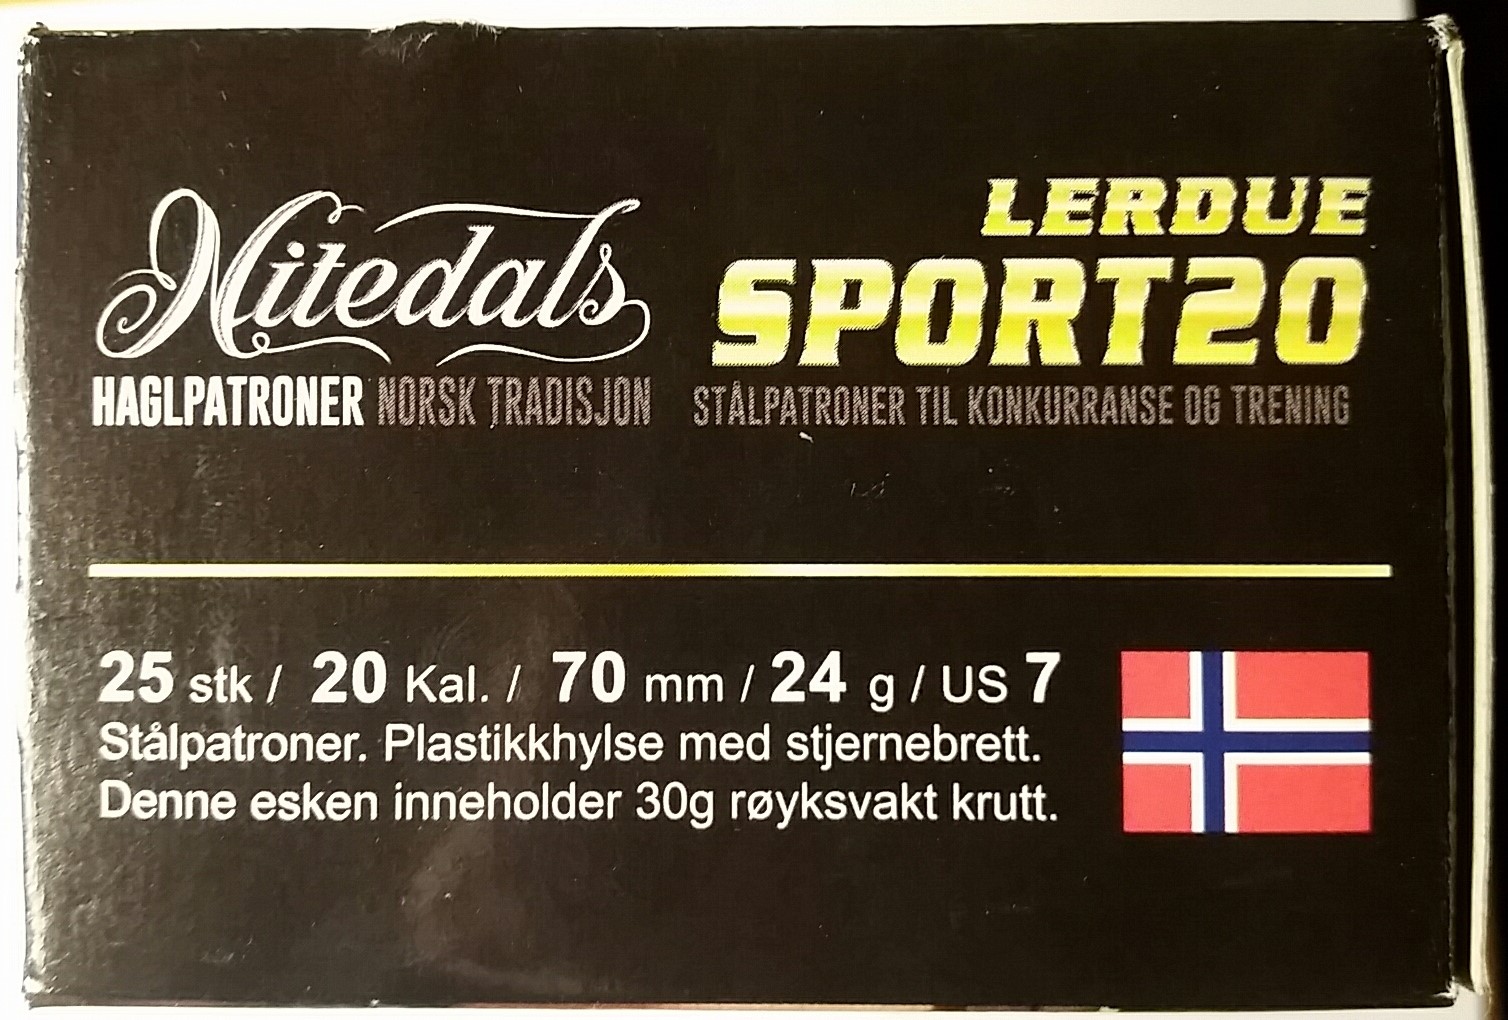 Nitedals
HAGLPATRONER NORSK TRADISJON
LERDUE
SPORT20
STÅLPATRONER TIL KONKURRANSE OG TRENING
25 stk / 20 Kal. / 70 mm / 24 g / US 7
Stålpatroner. Plastikkhylse med stjernebrett.
Denne esken inneholder 30g røyksvakt krutt.